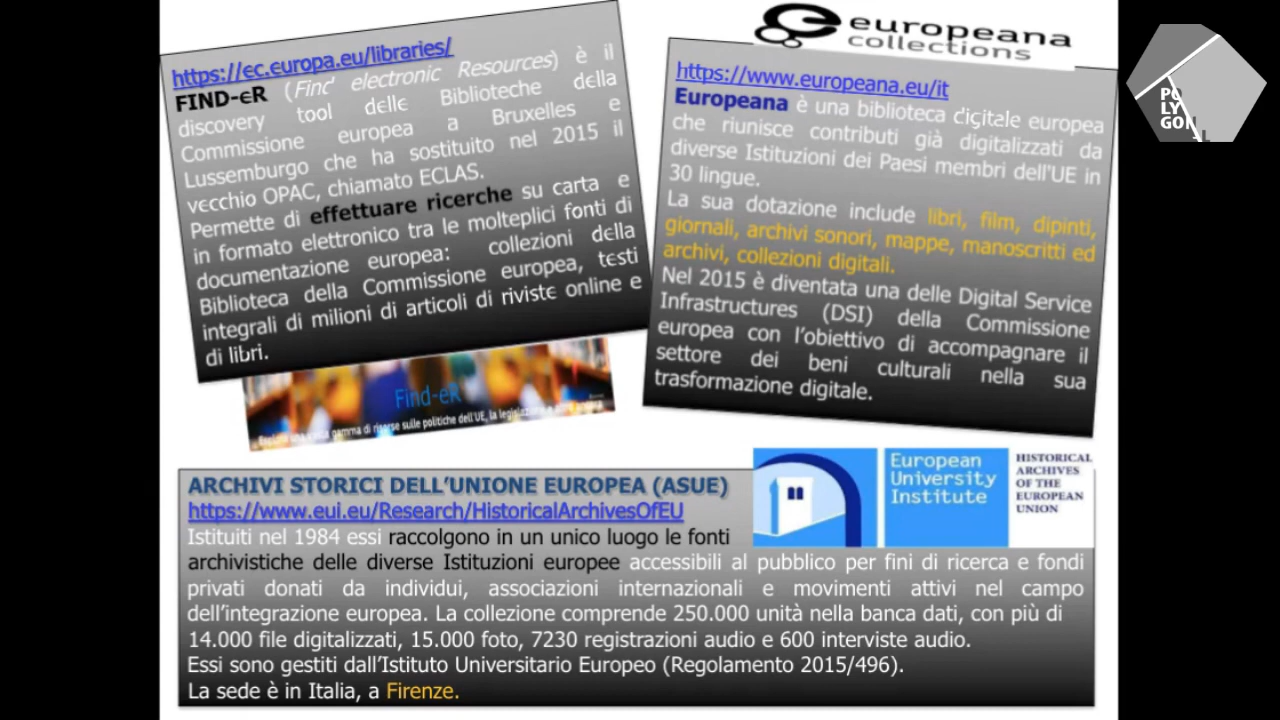 https://ec.europa.eu/libraries/
FIND-eR (Find electronic Resources) è il
discovery tool delle Biblioteche della
Commissione europea a Bruxelles e
Lussemburgo che ha sostituito nel 2015 il
vecchio OPAC, chiamato ECLAS.
Permette di effettuare ricerche su carta e
in formato elettronico tra le molteplici fonti di
documentazione europea: collezioni della
Biblioteca della Commissione europea, testi
integrali di milioni di articoli di riviste online e
di libri.
Find-eR
gamma di risorse sulle politiche dell'UE, la legislazione
europeana
collections
https://www.europeana.eu/it
Europeana è una biblioteca digitale europea
che riunisce contributi già digitalizzati da
diverse Istituzioni dei Paesi membri dell'UE in
30 lingue.
La sua dotazione include libri, film, dipinti,
giornali, archivi sonori, mappe, manoscritti ed
archivi, collezioni digitali.
Nel 2015 è diventata una delle Digital Service
Infrastructures (DSI) della Commissione
europea con l'obiettivo di accompagnare il
settore dei beni culturali nella sua
trasformazione digitale.
PO
LY
GONAL
ARCHIVI STORICI DELL'UNIONE EUROPEA (ASUE)
https://www.eui.eu/Research/HistoricalArchivesOfEU
Istituiti nel 1984 essi raccolgono in un unico luogo le fonti
archivistiche delle diverse Istituzioni europee accessibili al pubblico per fini di ricerca e fondi
privati donati da individui, associazioni internazionali e movimenti attivi nel campo
dell'integrazione europea. La collezione comprende 250.000 unità nella banca dati, con più di
14.000 file digitalizzati, 15.000 foto, 7230 registrazioni audio e 600 interviste audio.
Essi sono gestiti dall'Istituto Universitario Europeo (Regolamento 2015/496).
La sede è in Italia, a Firenze.
European
University
Institute
HISTORICAL
ARCHIVES
OF THE
EUROPEAN
UNION